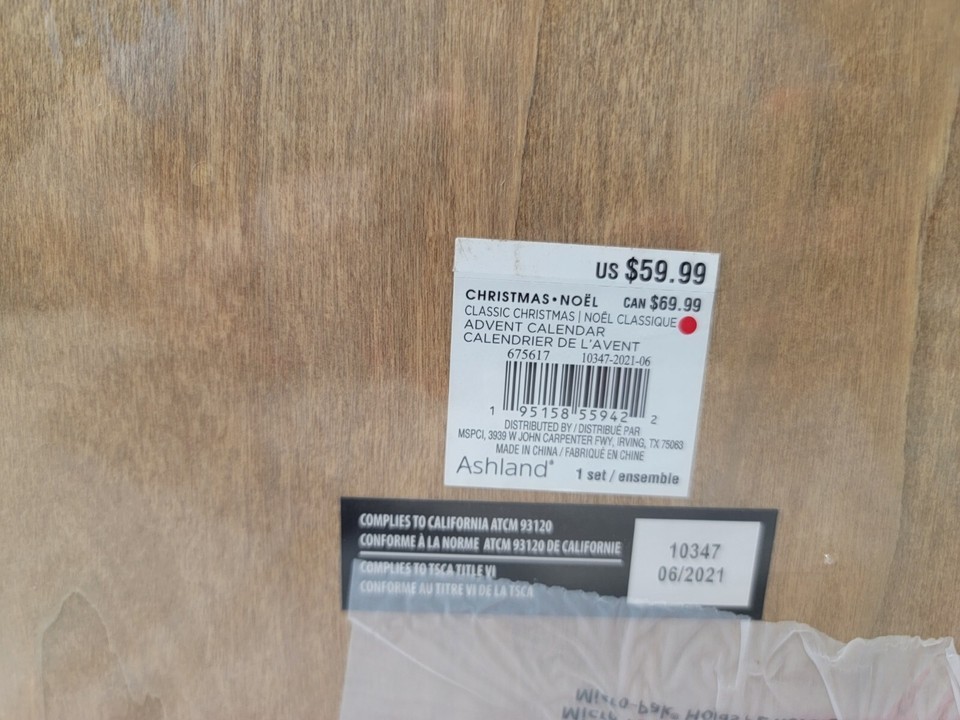 US $59.99
CHRISTMAS•NOËL CAN $69.99
CLASSIC CHRISTMAS | NOËL CLASSIQUE
ADVENT CALENDAR
CALENDRIER DE L'AVENT
675617 10347-2021-06
1 95158 55942 2
DISTRIBUTED BY / DISTRIBUÉ PAR
MSPCI, 3939 W JOHN CARPENTER FWY, IRVING, TX 75063
MADE IN CHINA / FABRIQUÉ EN CHINE
Ashland® 1 set / ensemble
COMPLIES TO CALIFORNIA ATCM 93120
CONFORME À LA NORME ATCM 93120 DE CALIFORNIE
COMPLIES TO TSCA TITLE VI
CONFORME AU TITRE VI DE LA TSCA
10347
06/2021
Micro-Pak®